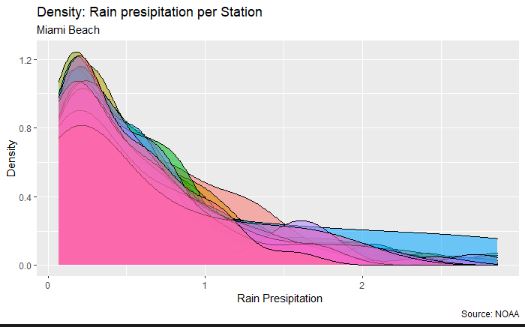 Density: Rain presipitation per Station
Miami Beach
1.2
0.8
0.4
0.0
Density
0
1
2
Rain Precipitation
Source: NOAA